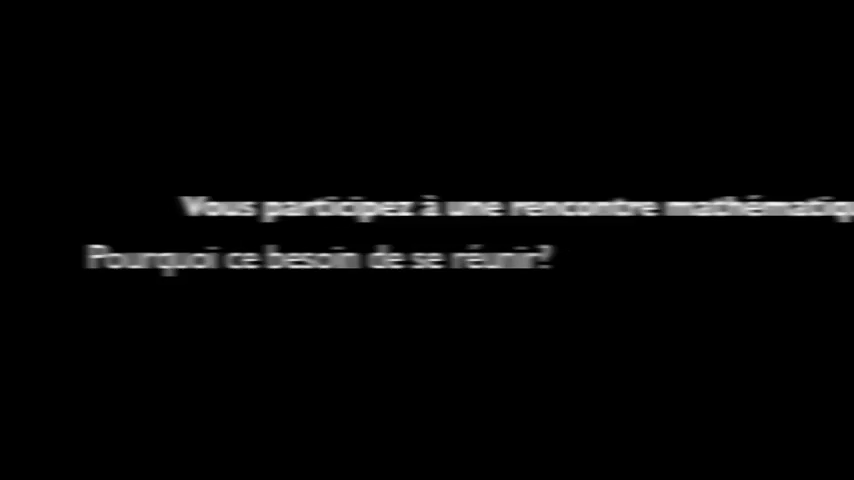 Vous participez à une rencontre
Pourquoi ce besoin de se réunir?